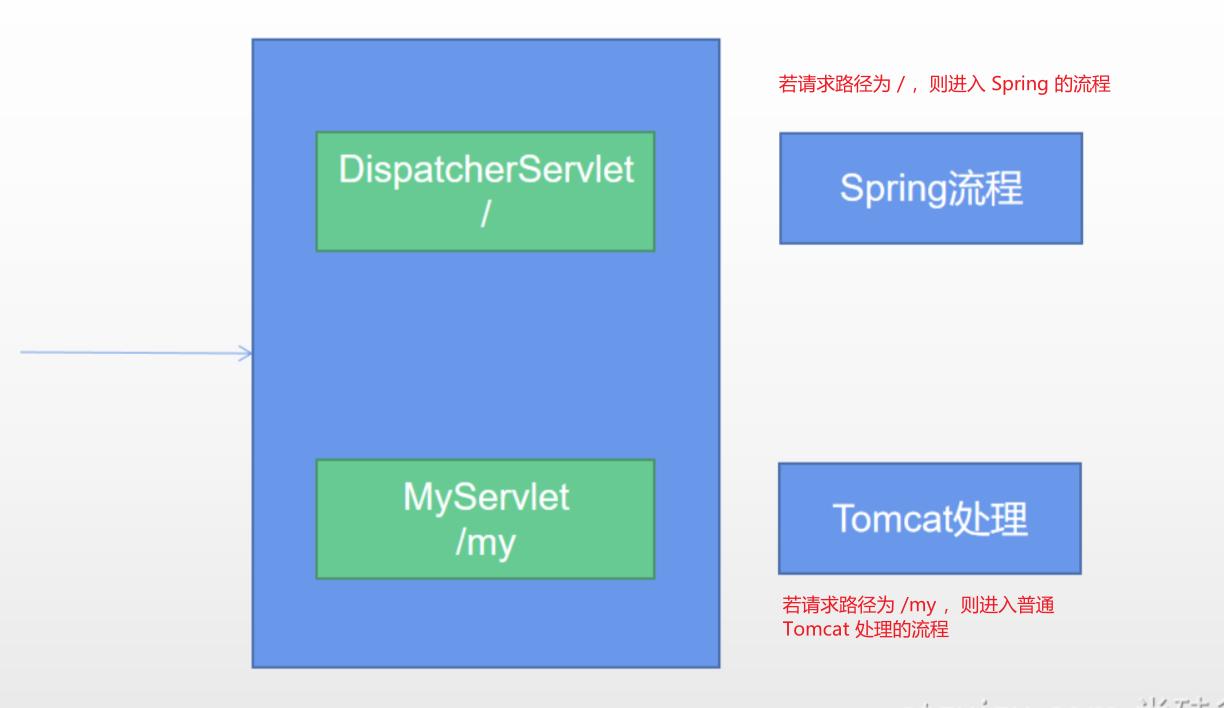 若请求路径为 / ，则进入 Spring 的流程
DispatcherServlet
/
Spring流程
MyServlet
/my
Tomcat处理
若请求路径为 /my ，则进入普通
Tomcat 处理的流程